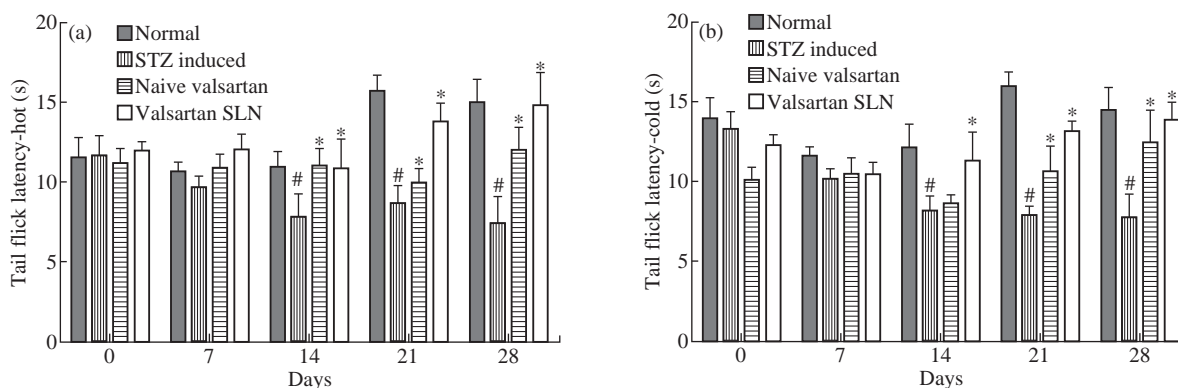 (a)
Normal
STZ induced
Naive valsartan
Valsartan SLN
Tail flick latency-hot (s)
20
15
10
5
0
# * *
# * *
# * *
0 7 14 21 28
Days
(b)
Normal
STZ induced
Naive valsartan
Valsartan SLN
Tail flick latency-cold (s)
20
15
10
5
0
# *
# * *
# * *
0 7 14 21 28
Days